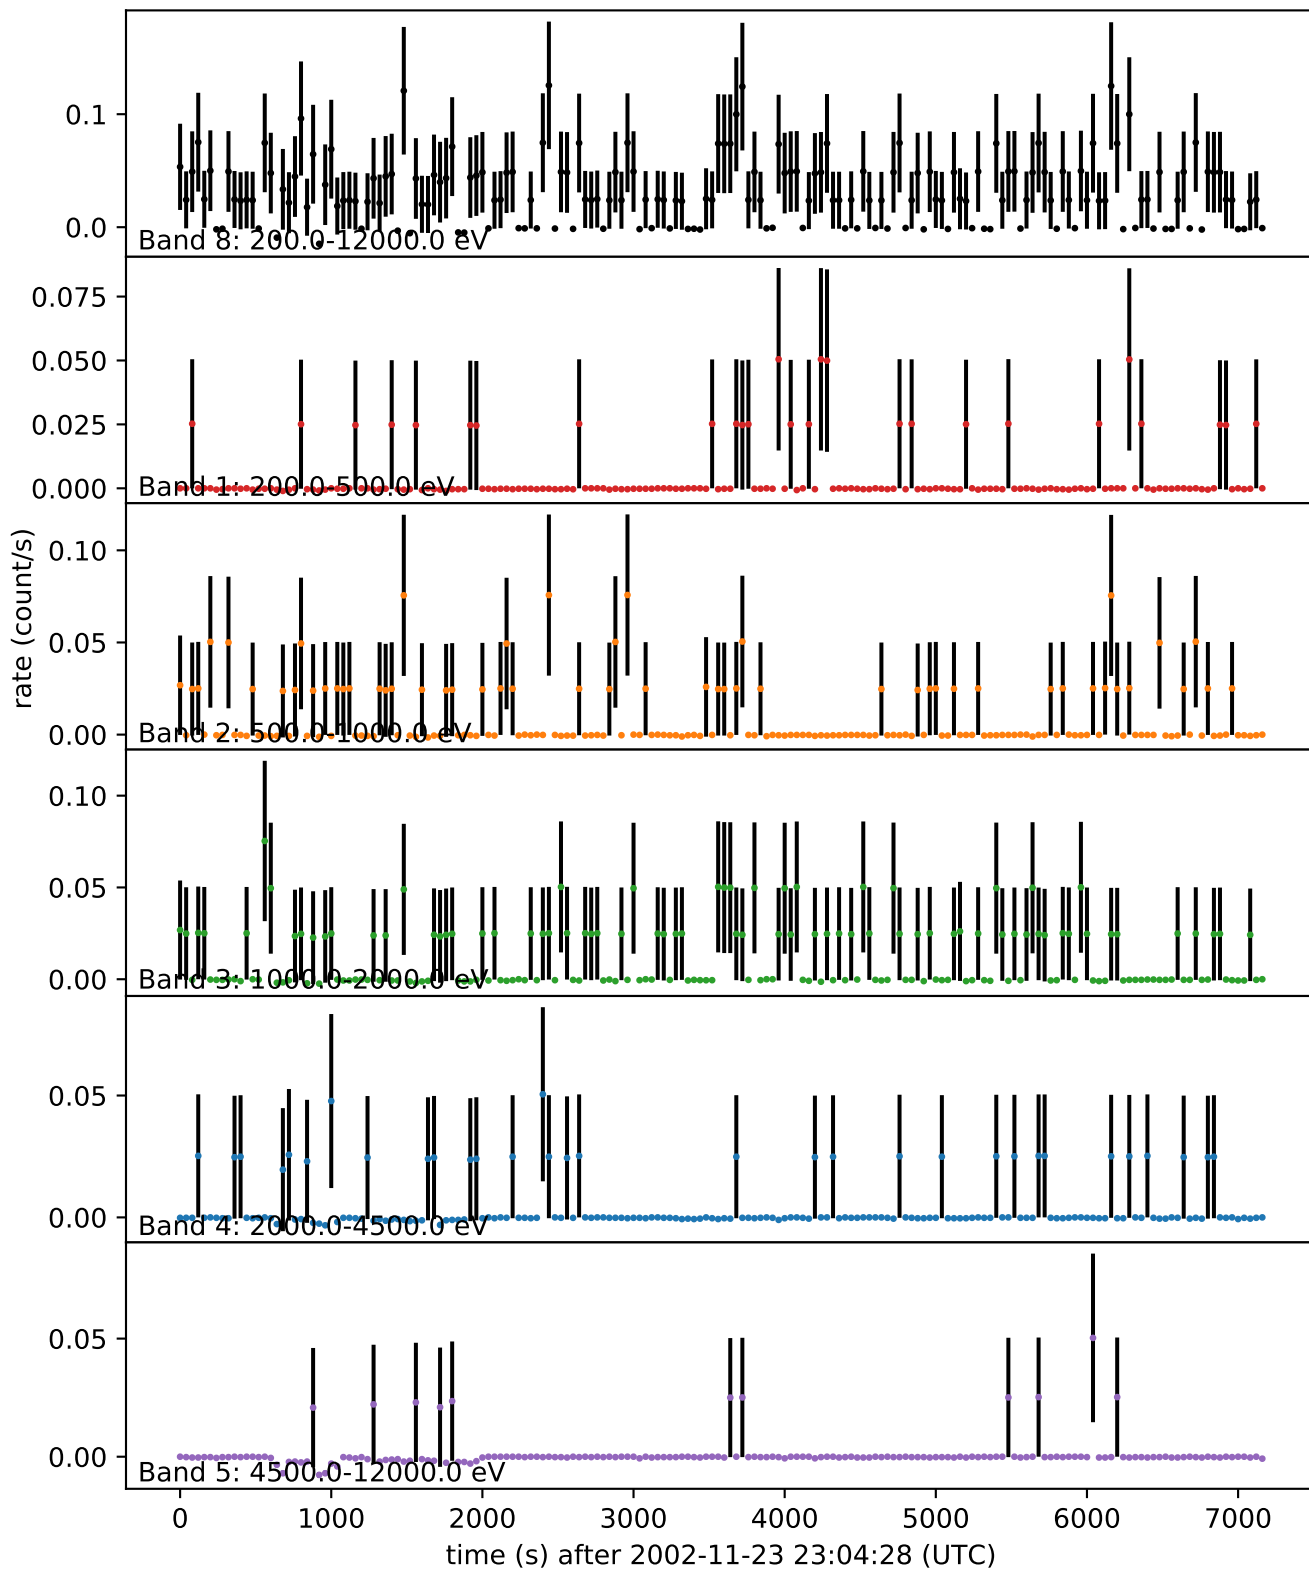 0.1
0.0
Band 8: 200.0-12000.0 eV
0.075
0.050
0.025
0.000
Band 1: 200.0-500.0 eV
0.10
0.05
0.00
Band 2: 500.0-1000.0 eV
rate (count/s)
0.10
0.05
0.00
Band 3: 1000.0-2000.0 eV
0.05
0.00
Band 4: 2000.0-4500.0 eV
0.05
0.00
Band 5: 4500.0-12000.0 eV
0 1000 2000 3000 4000 5000 6000 7000
time (s) after 2002-11-23 23:04:28 (UTC)